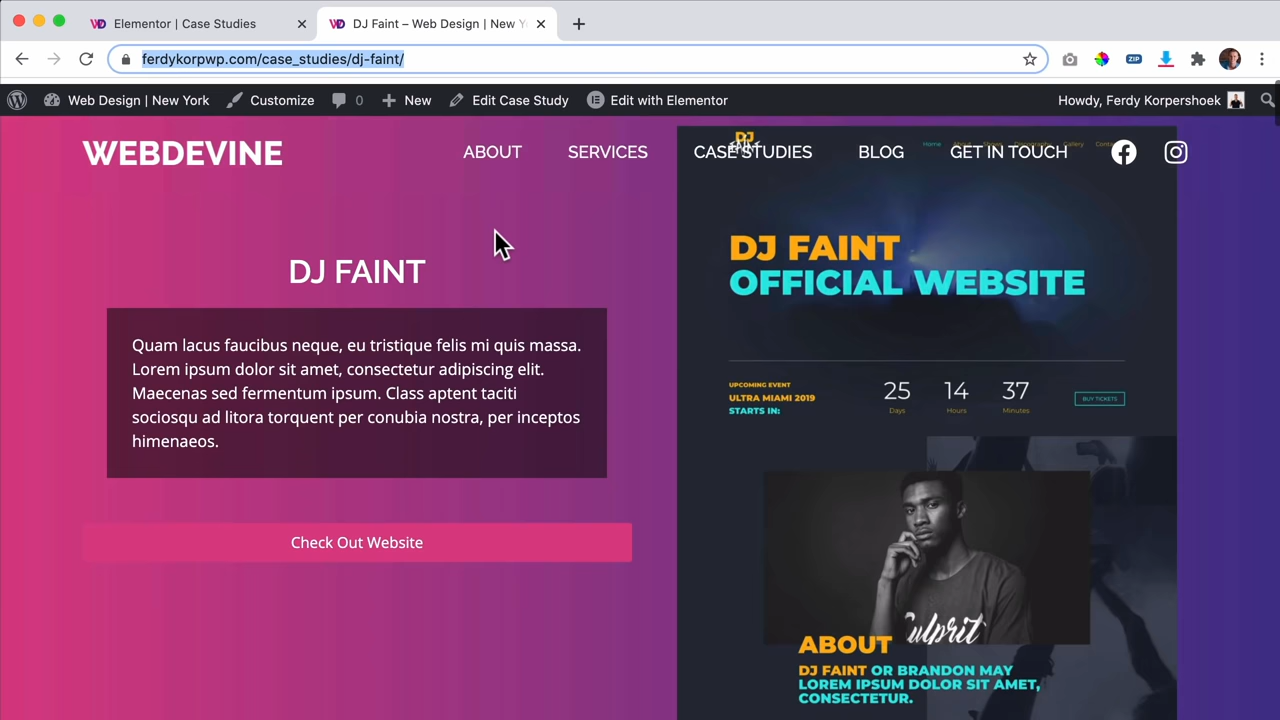 Elementor | Case Studies
DJ Faint – Web Design | New Y
ferdykorpwp.com/case_studies/dj-faint/
ZIP
Web Design | New York
Customize
0
New
Edit Case Study
Edit with Elementor
Howdy, Ferdy Korpershoek
WEBDEVINE
ABOUT
SERVICES
CASE STUDIES
BLOG
GET IN TOUCH
DJ
Home
Gallery
DJ FAINT
Quam lacus faucibus neque, eu tristique felis mi quis massa.
Lorem ipsum dolor sit amet, consectetur adipiscing elit.
Maecenas sed fermentum ipsum. Class aptent taciti
sociosqu ad litora torquent per conubia nostra, per inceptos
himenaeos.
Check Out Website
DJ FAINT
OFFICIAL WEBSITE
UPCOMING EVENT
ULTRA MIAMI 2019
STARTS IN:
25
14
37
Days
Hours
Minutes
BUY TICKETS
Culprit
ABOUT
DJ FAINT OR BRANDON MAY
LOREM IPSUM DOLOR SIT AMET,
CONSECTETUR.